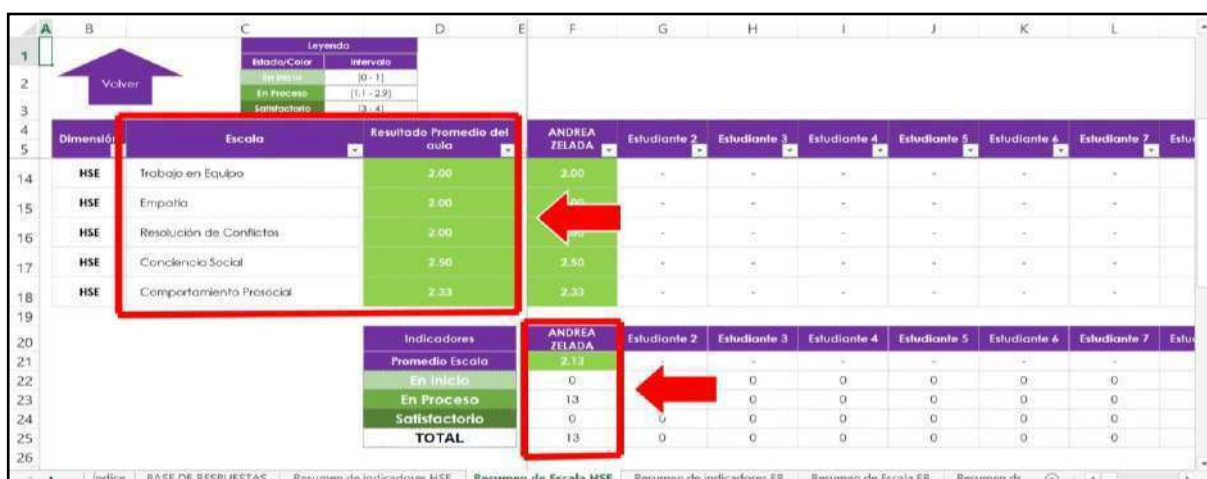 A B C D E F G H I J K L
1 Leyenda
Estado/Color Intervalo
2 Volver En Inicio [0 - 1]
En Proceso [1.1 - 2.9]
3 Satisfactorio [3 - 4]
4 5 Dimensión Escala Resultado Promedio del aula ANDREA ZELADA Estudiante 2 Estudiante 3 Estudiante 4 Estudiante 5 Estudiante 6 Estudiante 7
14 HSE Trabajo en Equipo 2.00 2.00 - - - - - -
15 HSE Empatía 2.00 - - - - - -
16 HSE Resolución de Conflictos 2.00 - - - - - -
17 HSE Conciencia Social 2.50 2.50 - - - - - -
18 HSE Comportamiento Prosocial 2.33 2.33 - - - - - -
19
20 Indicadores ANDREA ZELADA Estudiante 2 Estudiante 3 Estudiante 4 Estudiante 5 Estudiante 6 Estudiante 7
21 Promedio Escala 2.13 - - - - - -
22 En Inicio 0 0 0 0 0 0
23 En Proceso 13 0 0 0 0 0
24 Satisfactorio 0 0 0 0 0 0 0
25 TOTAL 13 0 0 0 0 0 0
26
Índice BASE DE RESPUESTAS Resumen de indicadores HSE Resumen de Escala HSE Resumen de indicadores ER Resumen de Escala ER Resumen de